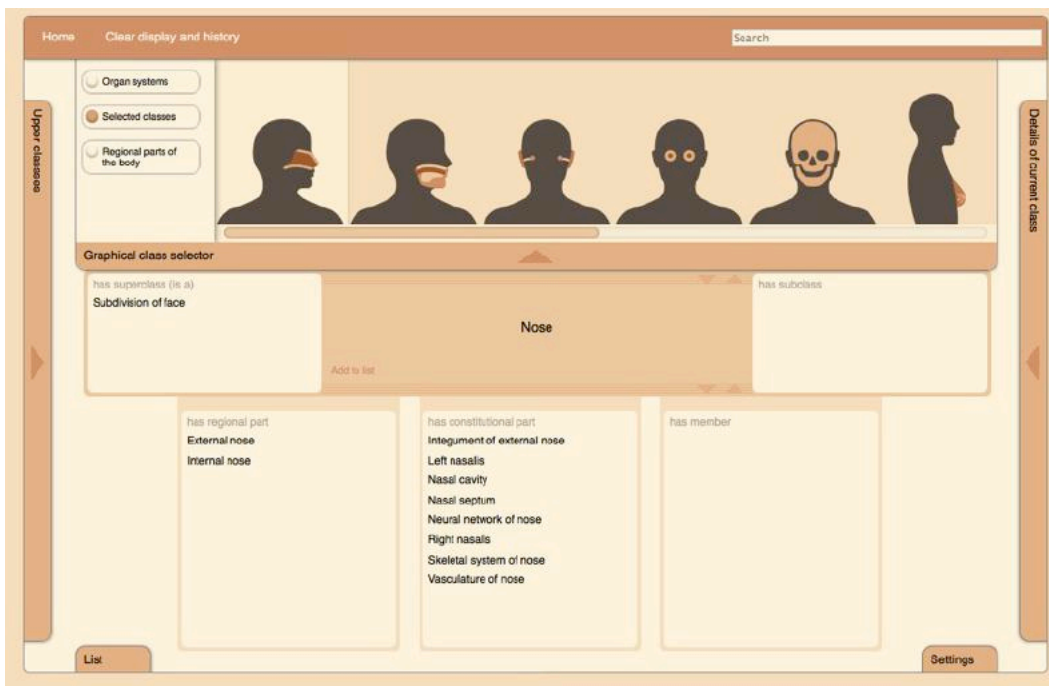 Home
Clear display and history
Search
Organ systems
Selected classes
Regional parts of
the body
Upper classes
Details of current class
Graphical class selector
has superclass (is a)
Subdivision of face
Nose
Add to list
has subclass
has regional part
External nose
Internal nose
has constitutional part
Integument of external nose
Left nasalis
Nasal cavity
Nasal septum
Neural network of nose
Right nasalis
Skeletal system of nose
Vasculature of nose
has member
List
Settings